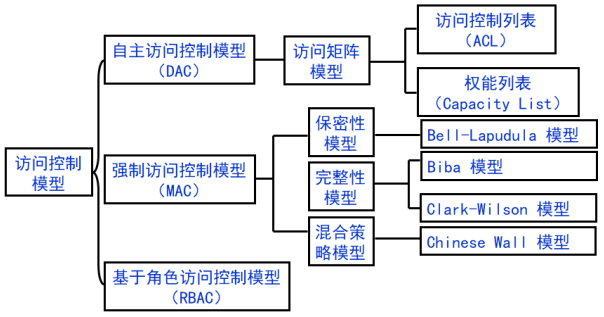 访问控制
模型
自主访问控制模型
（DAC）
访问矩阵
模型
访问控制列表
（ACL）
权能列表
（Capacity List）
强制访问控制模型
（MAC）
保密性
模型
Bell-Lapudula 模型
完整性
模型
Biba 模型
Clark-Wilson 模型
混合策
略模型
Chinese Wall 模型
基于角色访问控制模型
（RBAC）